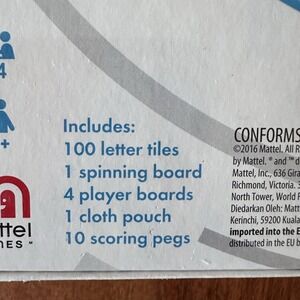 4
+
Includes:
100 letter tiles
1 spinning board
4 player boards
1 cloth pouch
10 scoring pegs
CONFORMS
©2016 Mattel. All R
by Mattel. ® and ™ d
Mattel, Inc., 636 Gira
Richmond, Victoria. 3
North Tower, World F
Diedarkan Oleh: Matt
Kerinchi, 59200 Kuala
imported into the E
distributed in the EU b
ttel
MES